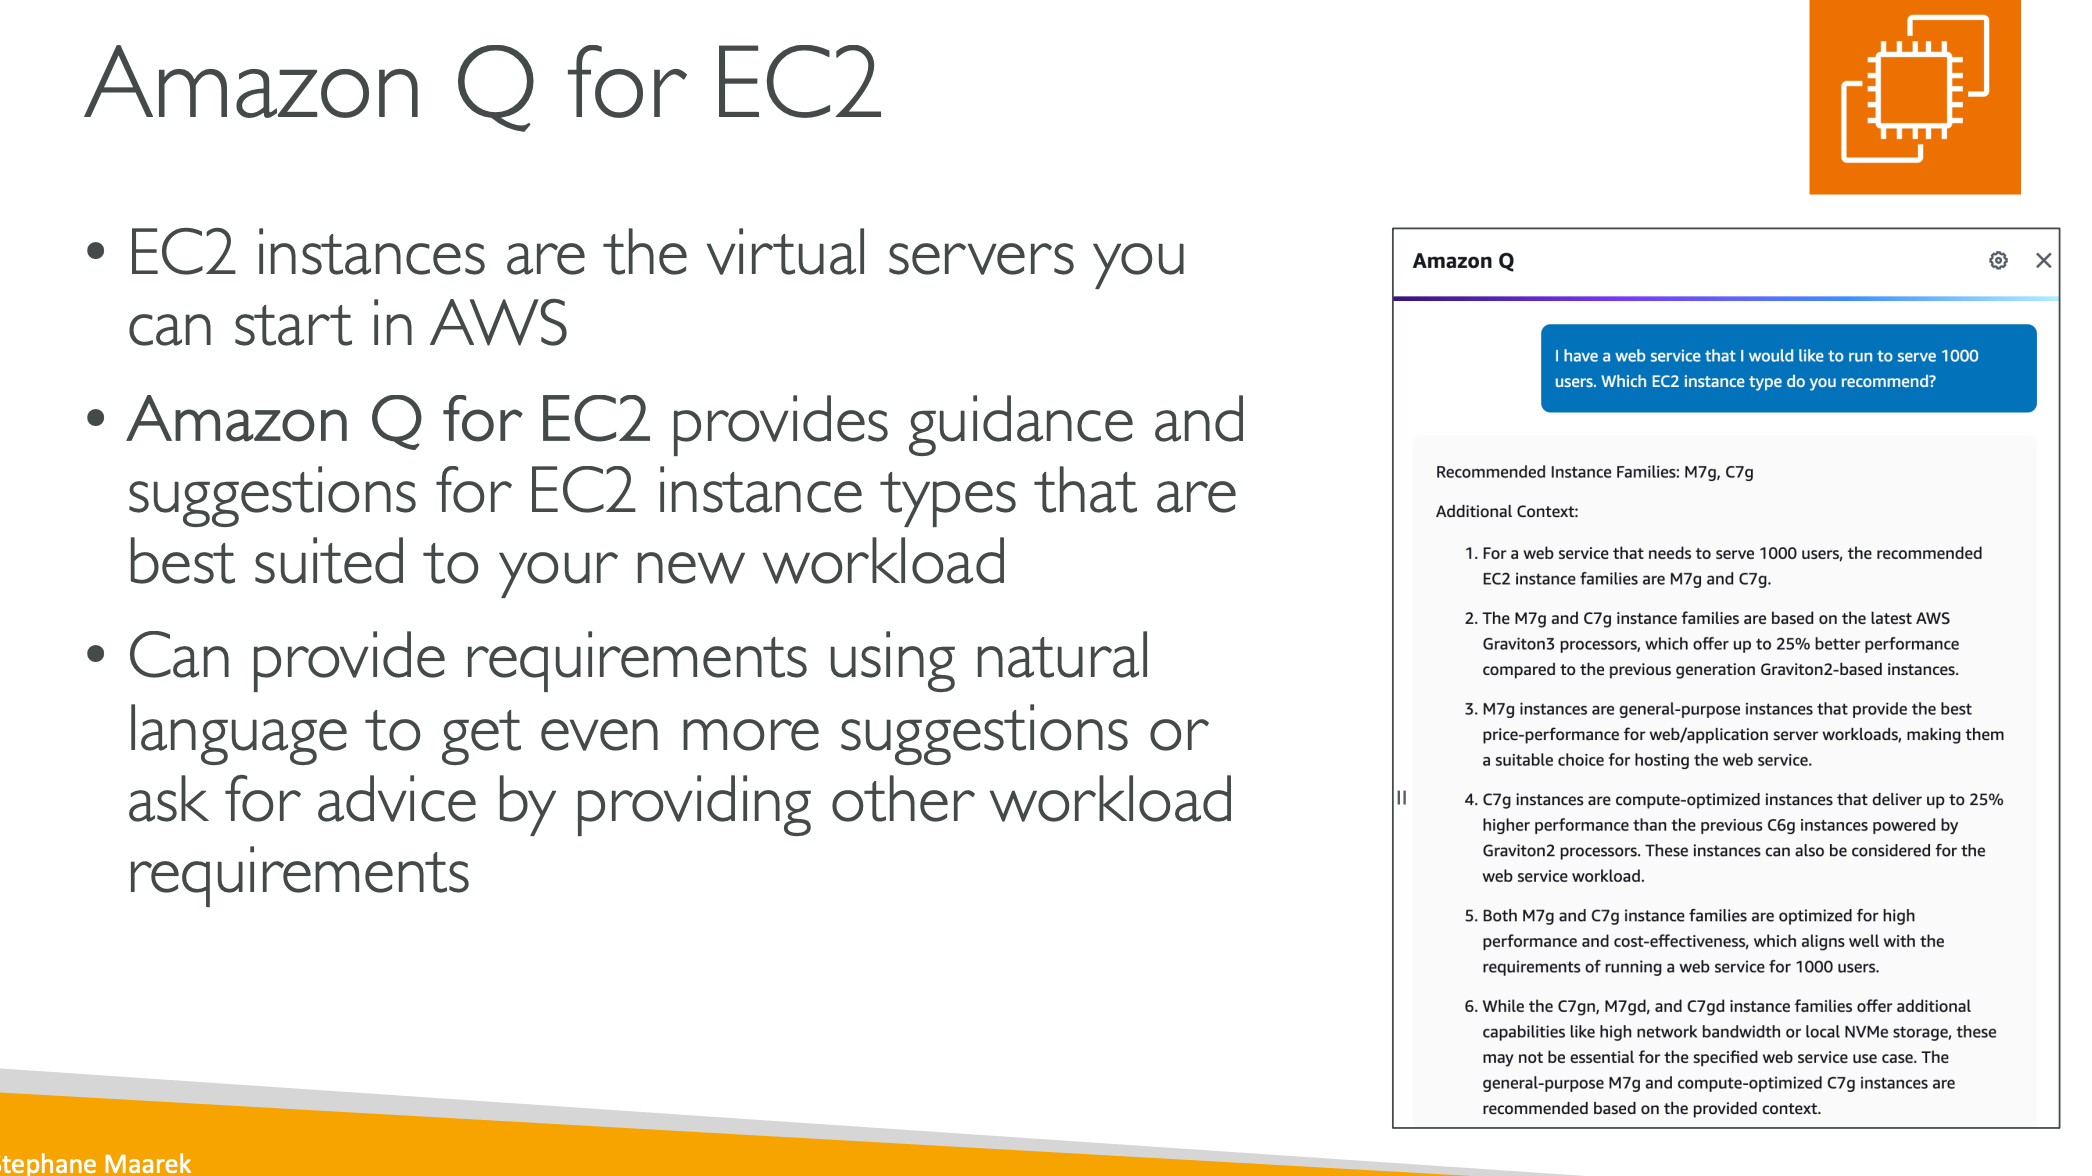 Amazon Q for EC2
• EC2 instances are the virtual servers you
can start in AWS
• Amazon Q for EC2 provides guidance and
suggestions for EC2 instance types that are
best suited to your new workload
• Can provide requirements using natural
language to get even more suggestions or
ask for advice by providing other workload
requirements
Amazon Q
I have a web service that I would like to run to serve 1000
users. Which EC2 instance type do you recommend?
Recommended Instance Families: M7g, C7g
Additional Context:
1. For a web service that needs to serve 1000 users, the recommended
EC2 instance families are M7g and C7g.
2. The M7g and C7g instance families are based on the latest AWS
Graviton3 processors, which offer up to 25% better performance
compared to the previous generation Graviton2-based instances.
3. M7g instances are general-purpose instances that provide the best
price-performance for web/application server workloads, making them
a suitable choice for hosting the web service.
4. C7g instances are compute-optimized instances that deliver up to 25%
higher performance than the previous C6g instances powered by
Graviton2 processors. These instances can also be considered for the
web service workload.
5. Both M7g and C7g instance families are optimized for high
performance and cost-effectiveness, which aligns well with the
requirements of running a web service for 1000 users.
6. While the C7gn, M7gd, and C7gd instance families offer additional
capabilities like high network bandwidth or local NVMe storage, these
may not be essential for the specified web service use case. The
general-purpose M7g and compute-optimized C7g instances are
recommended based on the provided context.
Stephane Maarek